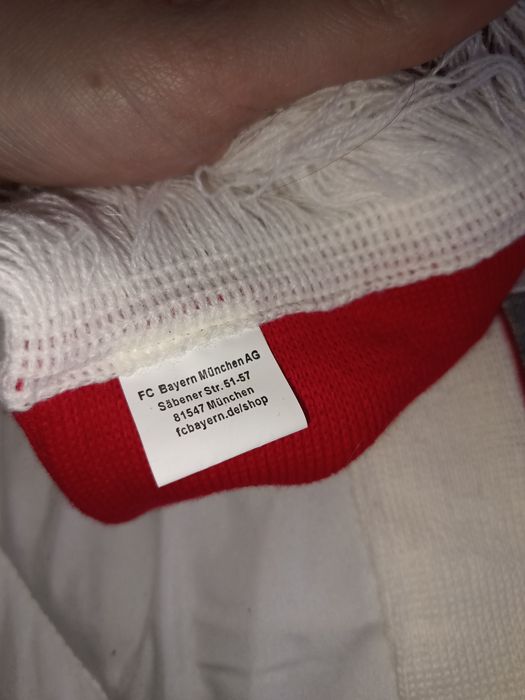 FC Bayern München AG
Säbener Str. 51-57
81547 München
fcbayern.de/shop